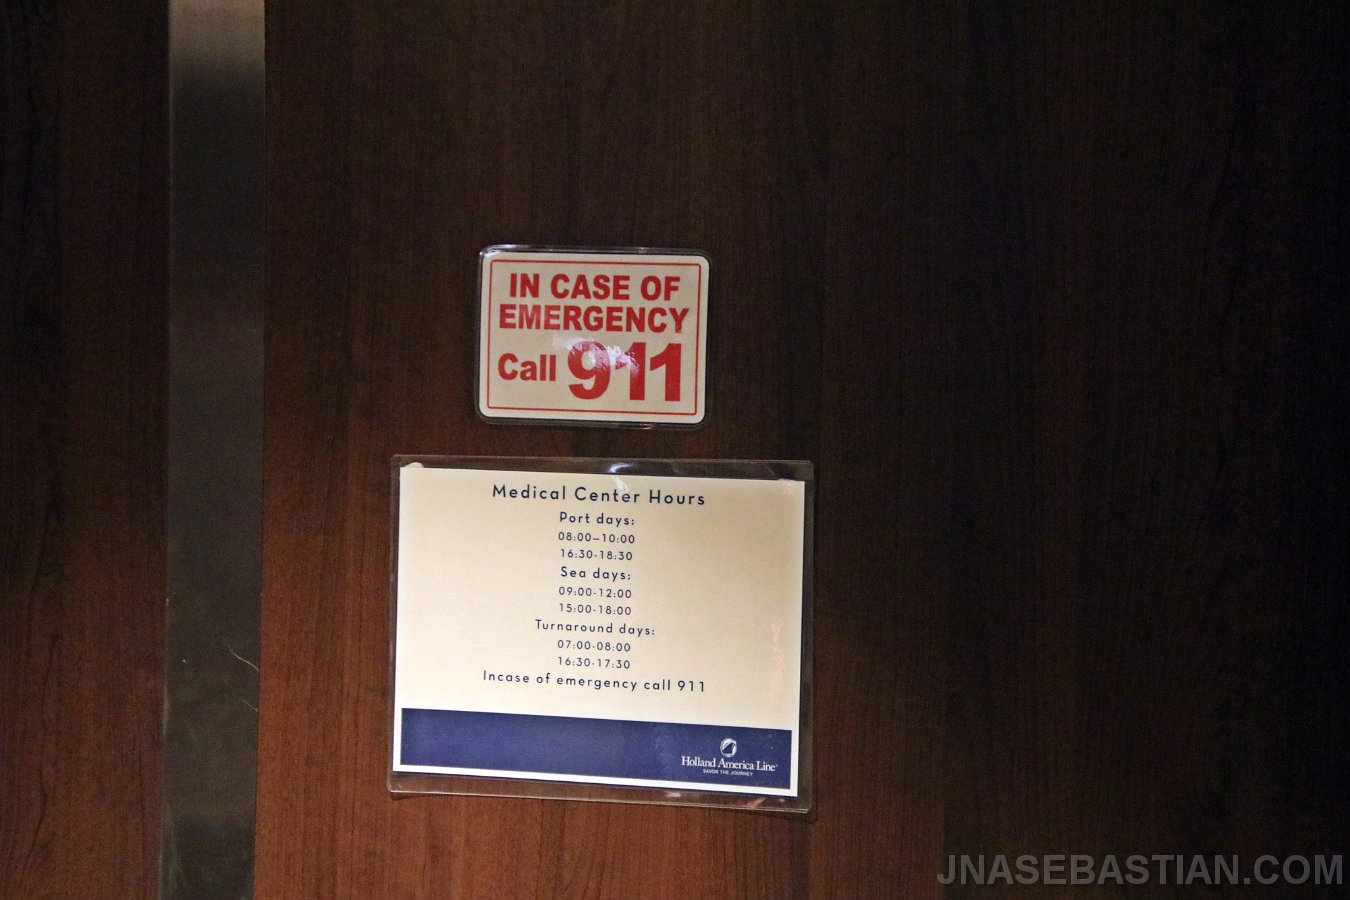 IN CASE OF
EMERGENCY
Call 911
Medical Center Hours
Port days:
08:00–10:00
16:30-18:30
Sea days:
09:00-12:00
15:00-18:00
Turnaround days:
07:00-08:00
16:30-17:30
Incase of emergency call 911
Holland America Line®
SAVOR THE JOURNEY
JNASEBASTIAN.COM